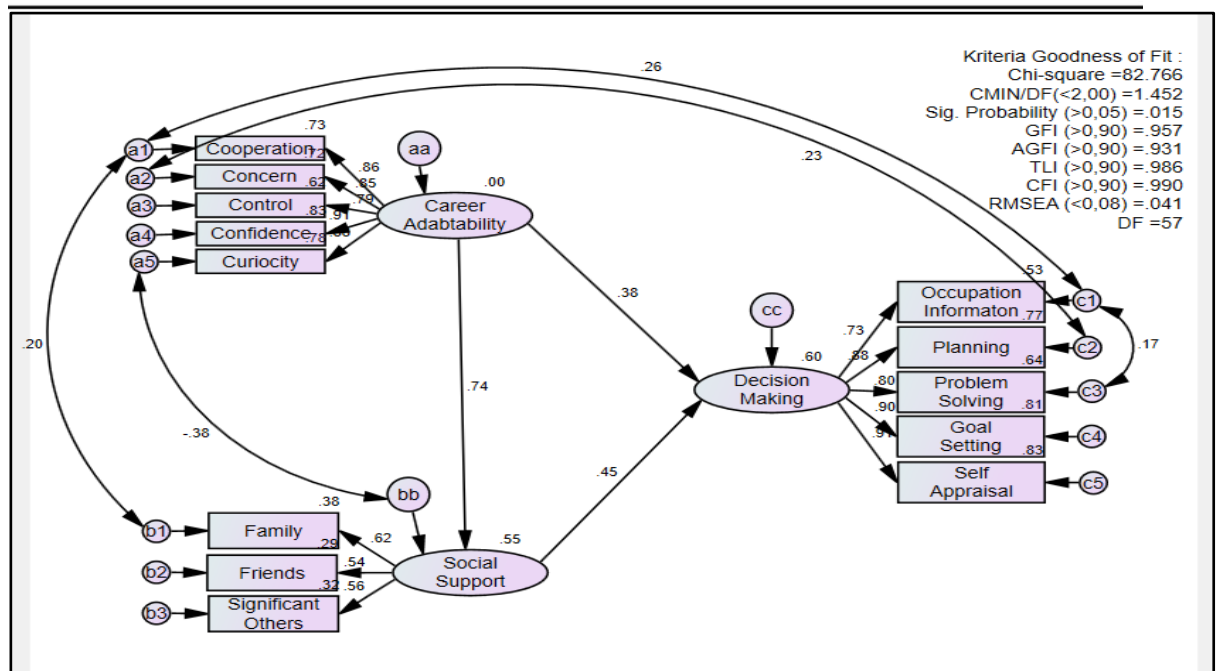 Kriteria Goodness of Fit :
Chi-square =82.766
CMIN/DF(<2,00) =1.452
Sig. Probability (>0,05) =.015
GFI (>0,90) =.957
AGFI (>0,90) =.931
TLI (>0,90) =.986
CFI (>0,90) =.990
RMSEA (<0,08) =.041
DF =57
.26
.23
.73
a1
Cooperation
.72
a2
Concern
.62
a3
Control
.83
a4
Confidence
.78
a5
Curiocity
.86
.85
.79
.91
aa
.00
Career
Adabtability
.38
.74
.20
-.38
cc
.60
Decision
Making
.45
.53
Occupation
Informaton
.77
c1
Planning
.64
c2
.17
Problem
Solving
.81
c3
Goal
Setting
.83
c4
Self
Appraisal
c5
.73
.88
.80
.90
.91
bb
.38
b1
Family
.29
b2
Friends
.32
b3
Significant
Others
.62
.54
.56
.55
Social
Support